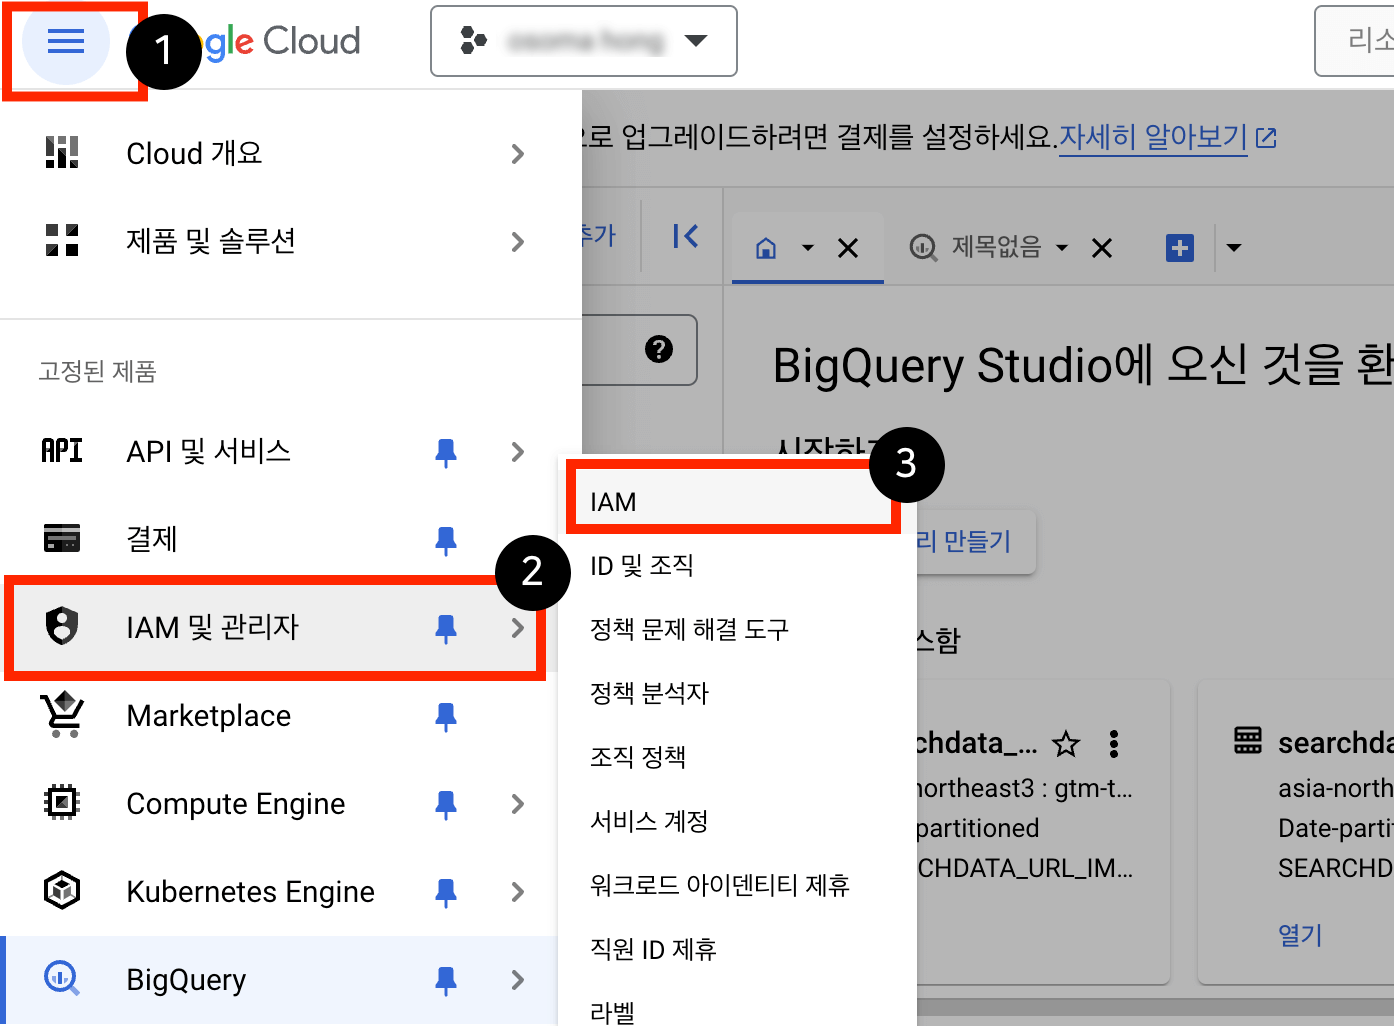 1
gle Cloud
리소
Cloud 개요
제품 및 솔루션
고정된 제품
API API 및 서비스
결제
IAM 및 관리자
2
Marketplace
Compute Engine
Kubernetes Engine
BigQuery
3
IAM
ID 및 조직
정책 문제 해결 도구
정책 분석자
조직 정책
서비스 계정
워크로드 아이덴티티 제휴
직원 ID 제휴
라벨
으로 업그레이드하려면 결제를 설정하세요. 자세히 알아보기
추가
제목없음
BigQuery Studio에 오신 것을 환
시작하기
리 만들기
스함
chdata_...
northeast3 : gtm-t...
partitioned
CHDATA_URL_IM...
searchda
asia-north
Date-parti
SEARCHD
열기